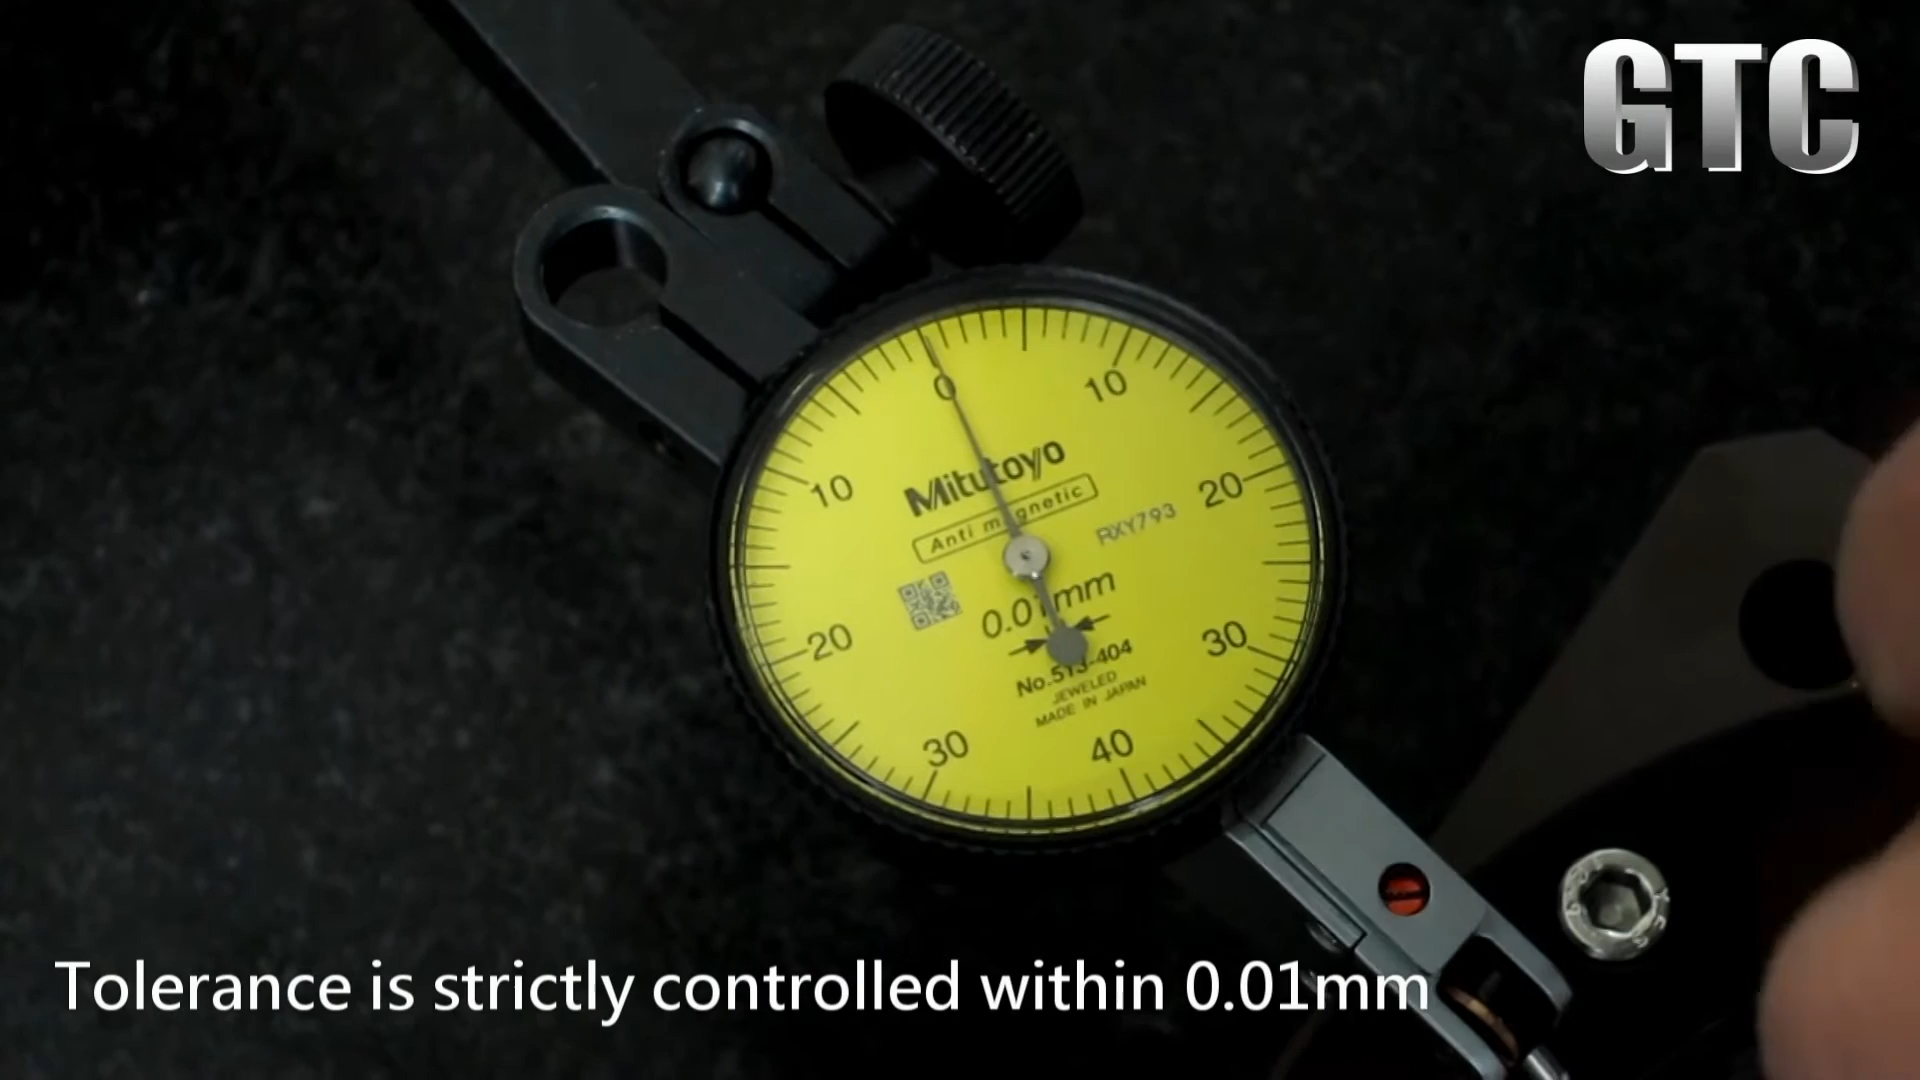 GTC
0
10
10
20
20
30
30
40
Mitutoyo
Anti magnetic
RXY793
0.01mm
No.513-404
JEWELED
MADE IN JAPAN
Tolerance is strictly controlled within 0.01mm